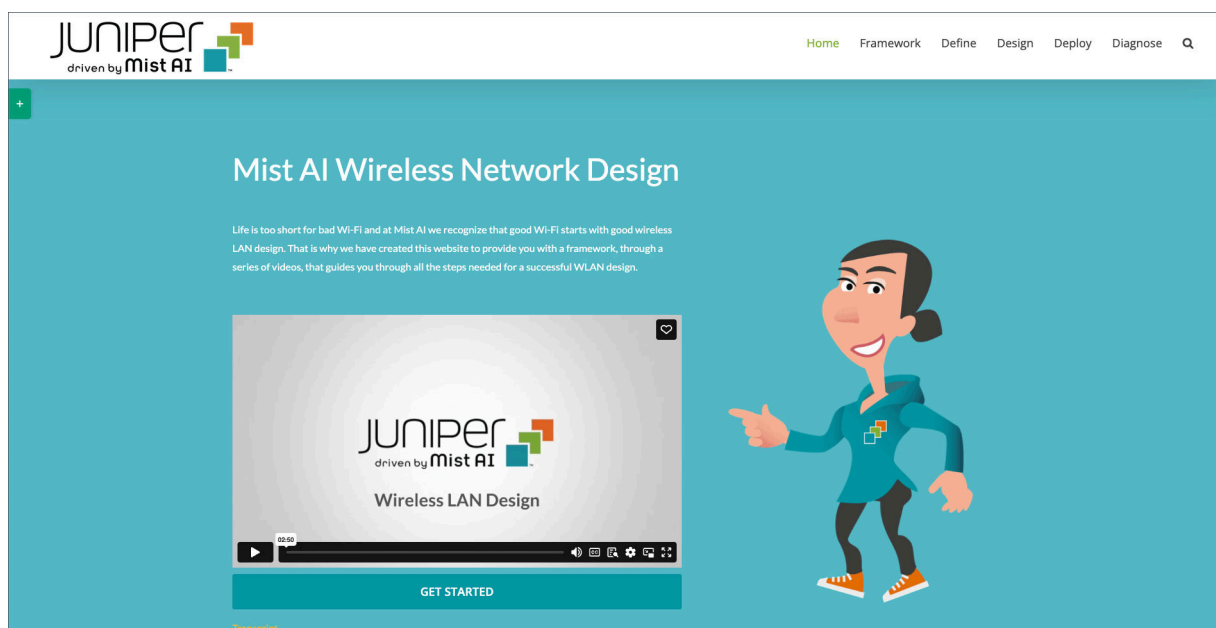 JUNIPer
driven by Mist AI
Home Framework Define Design Deploy Diagnose
+
Mist AI Wireless Network Design
Life is too short for bad Wi-Fi and at Mist AI we recognize that good Wi-Fi starts with good wireless
LAN design. That is why we have created this website to provide you with a framework, through a
series of videos, that guides you through all the steps needed for a successful WLAN design.
JUNIPer
driven by Mist AI
Wireless LAN Design
02:50
CC
GET STARTED
Transcript